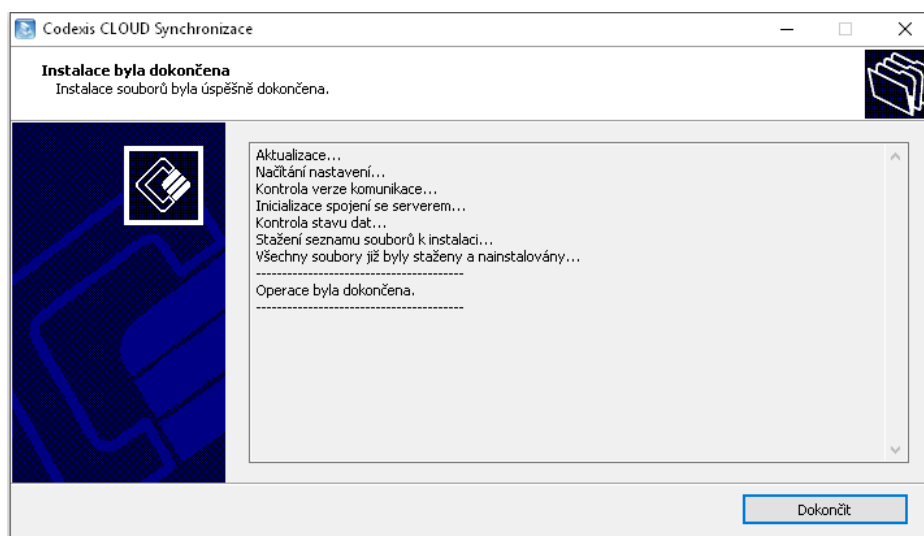 Codexis CLOUD Synchronizace
Instalace byla dokončena
Instalace souborů byla úspěšně dokončena.
Aktualizace...
Načítání nastavení...
Kontrola verze komunikace...
Inicializace spojení se serverem...
Kontrola stavu dat...
Stažení seznamu souborů k instalaci...
Všechny soubory již byly staženy a nainstalovány...
----------------------------------------
Operace byla dokončena.
----------------------------------------
Dokončit